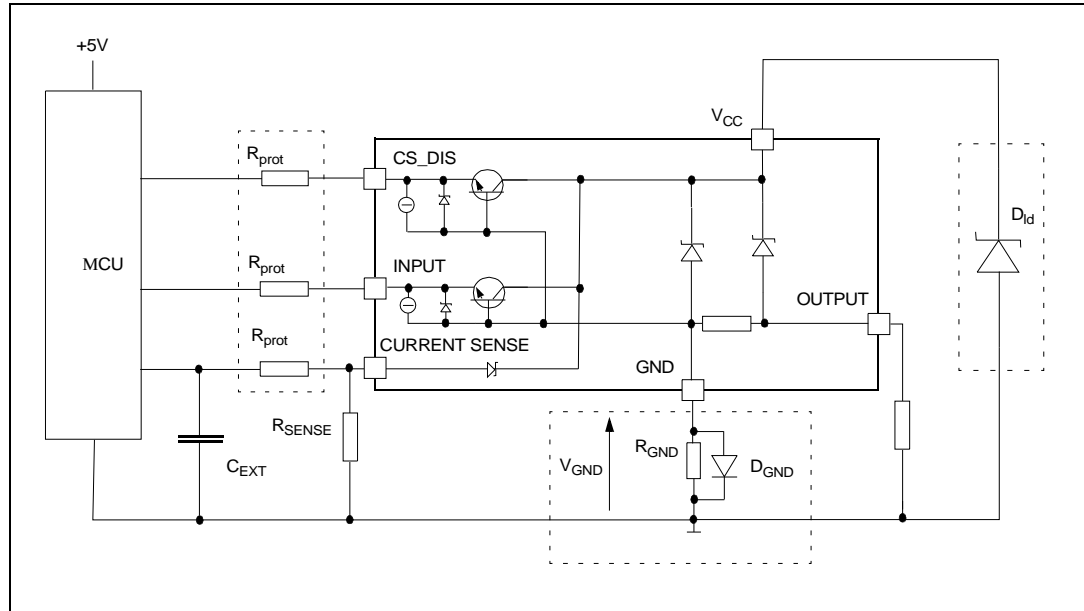 +5V
MCU
Rprot
Rprot
Rprot
CS_DIS
INPUT
CURRENT SENSE
VCC
OUTPUT
GND
Dld
RSENSE
CEXT
VGND
RGND
DGND